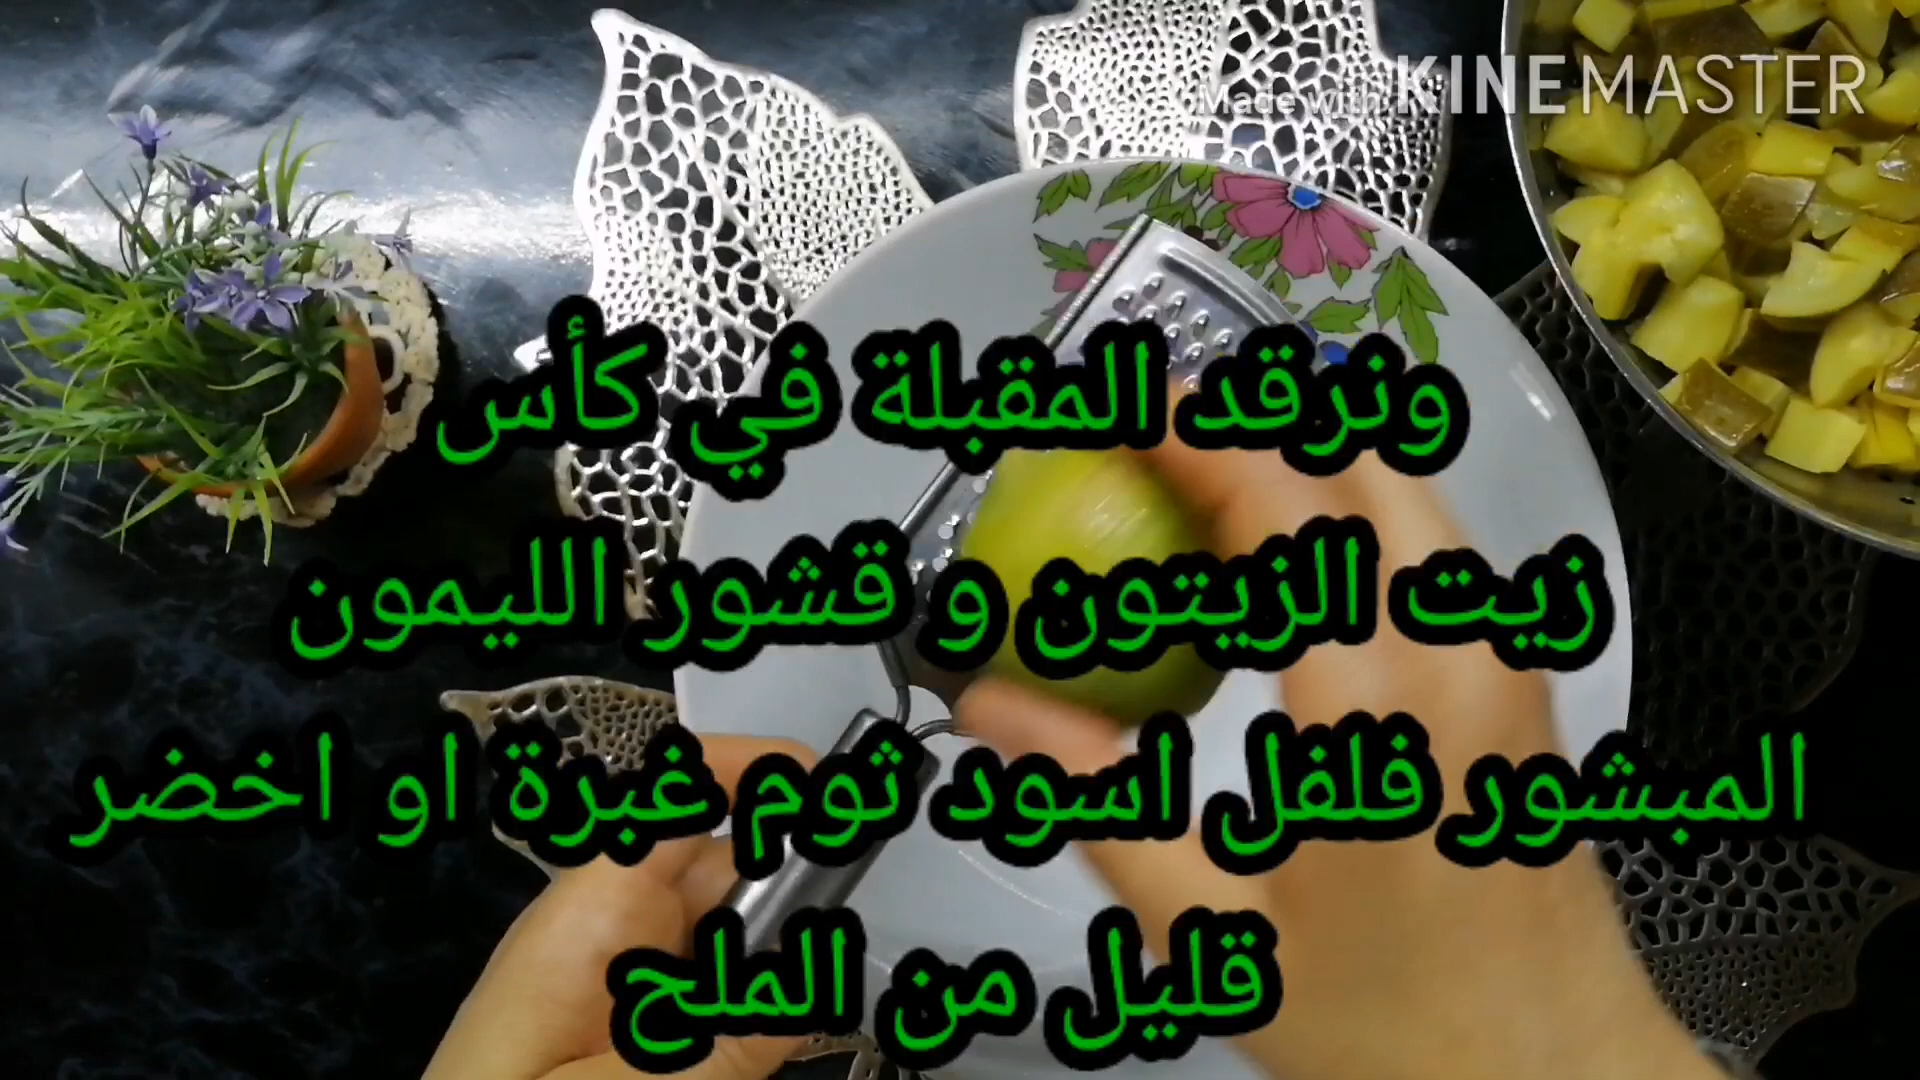 Made with KINEMASTER
ونرقد المقبلة في كأس
زيت الزيتون و قشور الليمون
المبشور فلفل اسود ثوم غبرة او اخضر
قليل من الملح